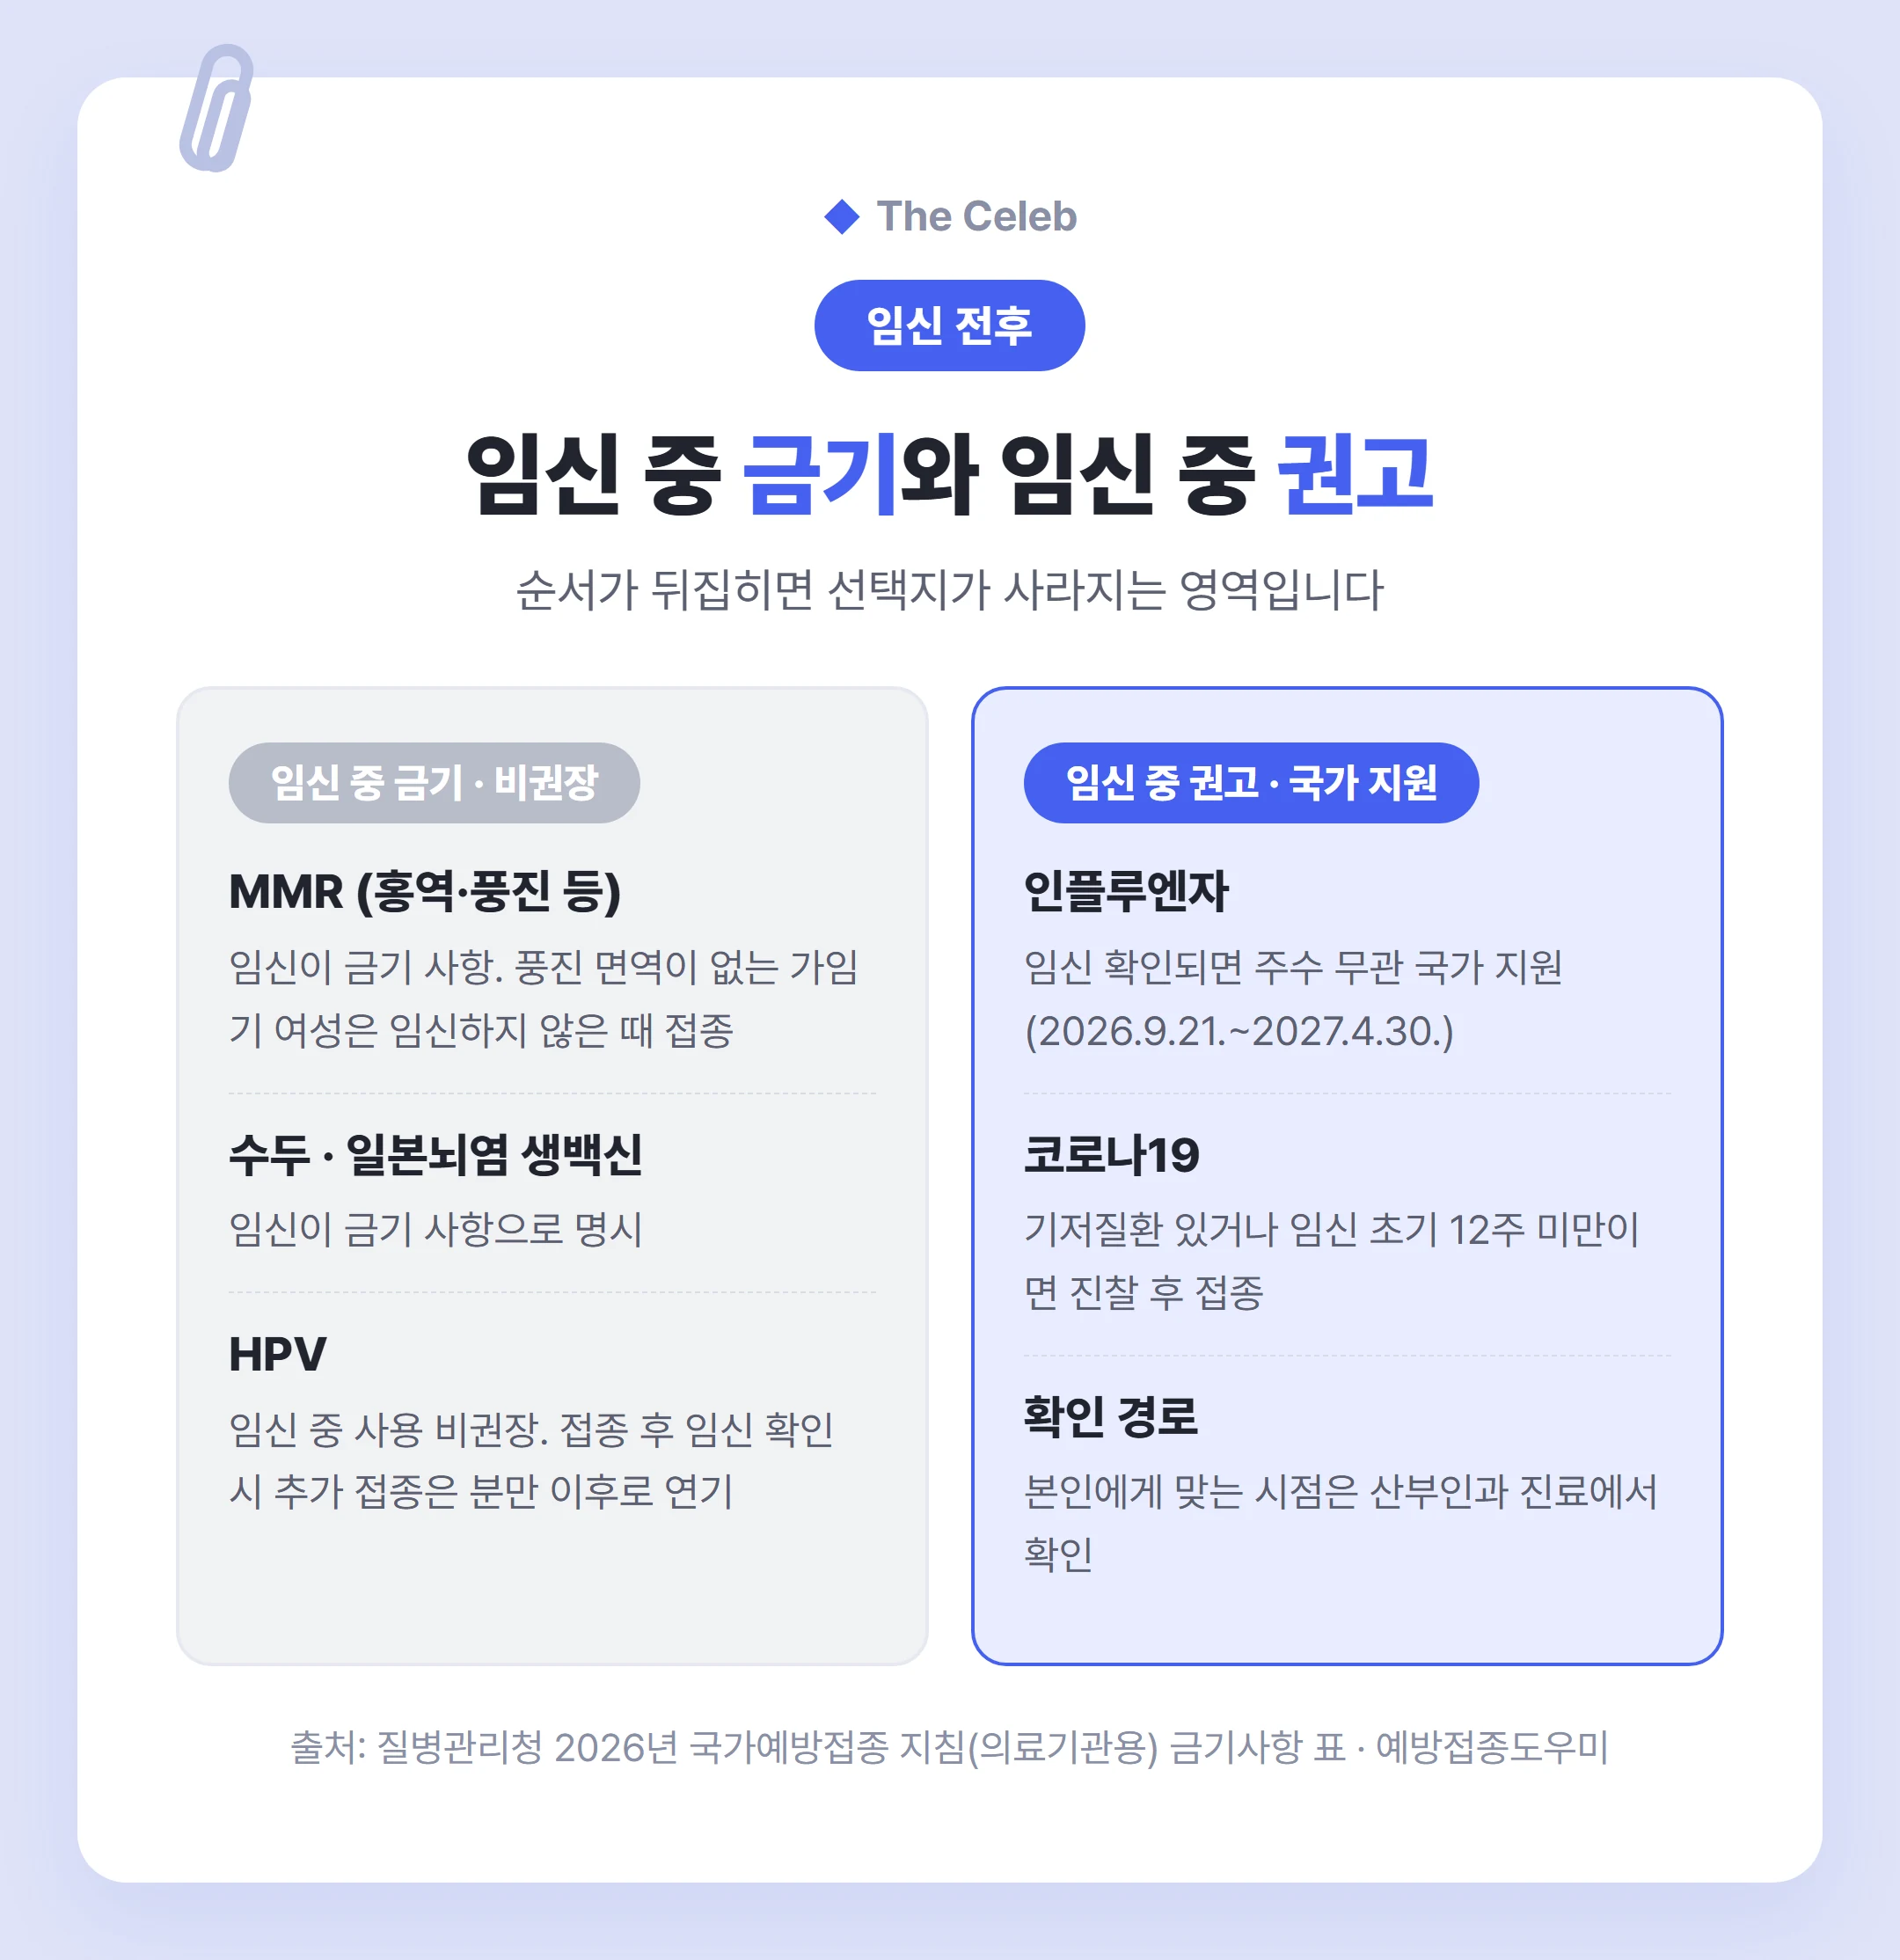 The Celeb
임신 전후
임신 중 금기와 임신 중 권고
순서가 뒤집히면 선택지가 사라지는 영역입니다
임신 중 금기 · 비권장
MMR (홍역·풍진 등)
임신이 금기 사항. 풍진 면역이 없는 가임
기 여성은 임신하지 않은 때 접종
수두 · 일본뇌염 생백신
임신이 금기 사항으로 명시
HPV
임신 중 사용 비권장. 접종 후 임신 확인
시 추가 접종은 분만 이후로 연기
임신 중 권고 · 국가 지원
인플루엔자
임신 확인되면 주수 무관 국가 지원
(2026.9.21.~2027.4.30.)
코로나19
기저질환 있거나 임신 초기 12주 미만이
면 진찰 후 접종
확인 경로
본인에게 맞는 시점은 산부인과 진료에서
확인
출처: 질병관리청 2026년 국가예방접종 지침(의료기관용) 금기사항 표 · 예방접종도우미